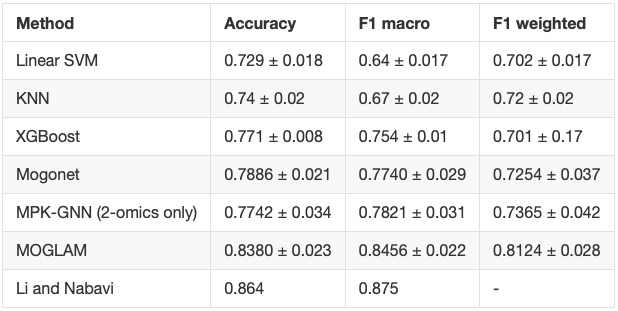 Method Accuracy F1 macro F1 weighted
Linear SVM 0.729 ± 0.018 0.64 ± 0.017 0.702 ± 0.017
KNN 0.74 ± 0.02 0.67 ± 0.02 0.72 ± 0.02
XGBoost 0.771 ± 0.008 0.754 ± 0.01 0.701 ± 0.17
Mogonet 0.7886 ± 0.021 0.7740 ± 0.029 0.7254 ± 0.037
MPK-GNN (2-omics only) 0.7742 ± 0.034 0.7821 ± 0.031 0.7365 ± 0.042
MOGLAM 0.8380 ± 0.023 0.8456 ± 0.022 0.8124 ± 0.028
Li and Nabavi 0.864 0.875 -